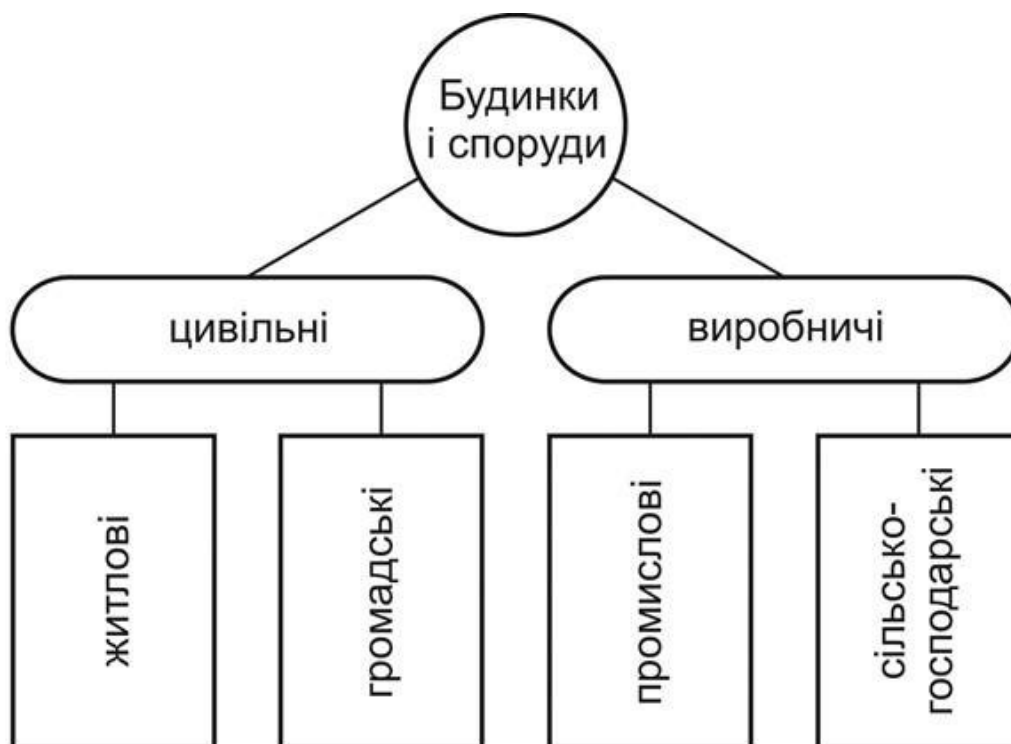 Будинки
і споруди
цивільні
виробничі
житлові
громадські
промислові
сільсько-
господарські